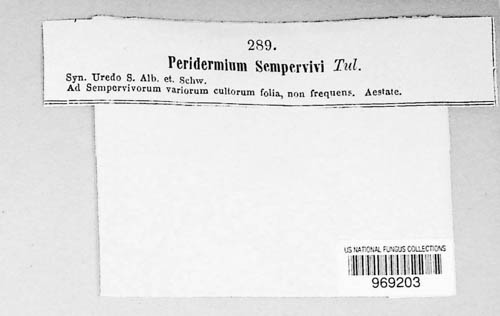 289.
Peridermium Sempervivi Tul.
Syn. Uredo S. Alb. et. Schw.
Ad Sempervivorum variorum cultorum folia, non frequens. Aestate.
US NATIONAL FUNGUS COLLECTIONS
969203